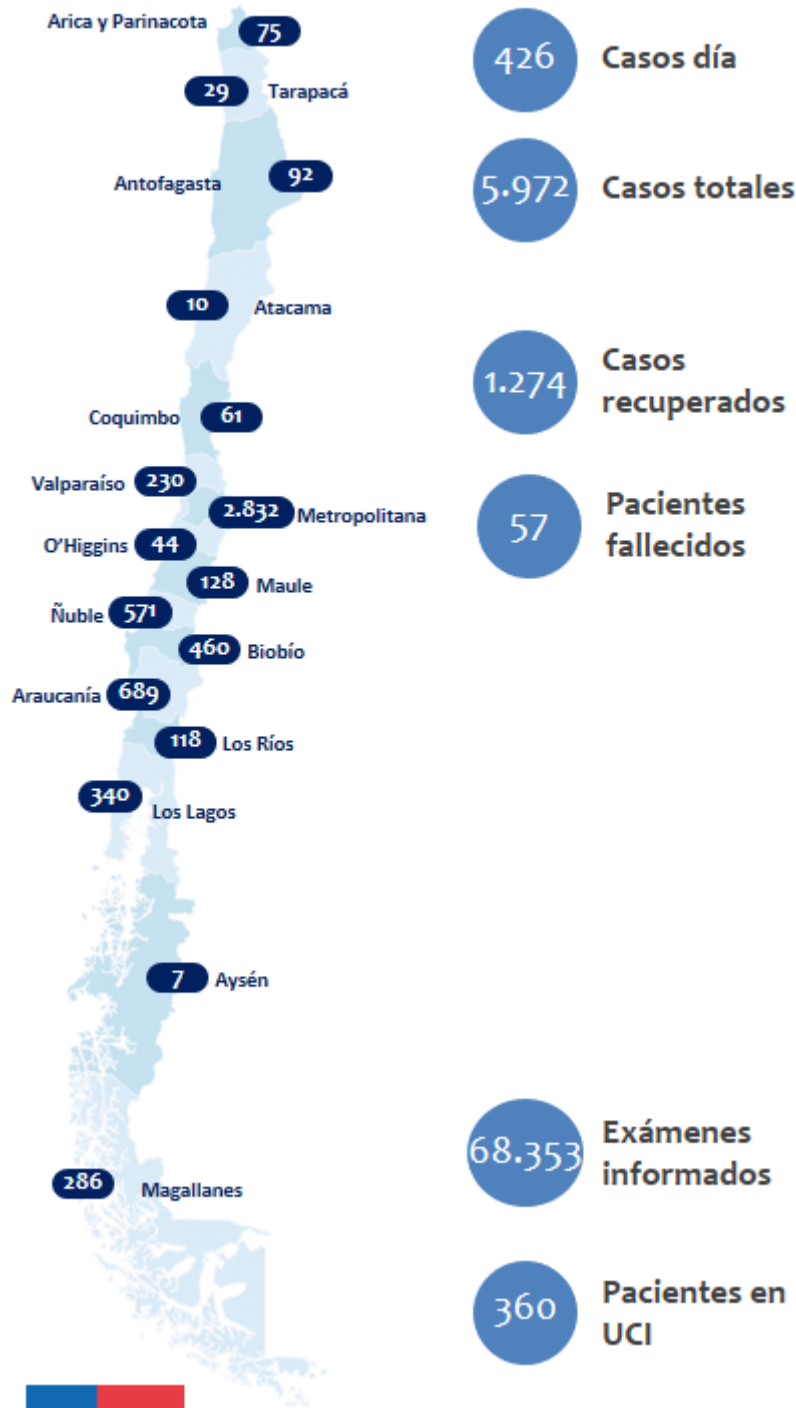 Arica y Parinacota
75
29
Tarapacá
Antofagasta
92
10
Atacama
Coquimbo
61
Valparaíso
230
2.832
Metropolitana
O'Higgins
44
128
Maule
Ñuble
571
460
Biobío
Araucanía
689
118
Los Ríos
340
Los Lagos
7
Aysén
286
Magallanes
426
Casos día
5.972
Casos totales
1.274
Casos
recuperados
57
Pacientes
fallecidos
68.353
Exámenes
informados
360
Pacientes en
UCI